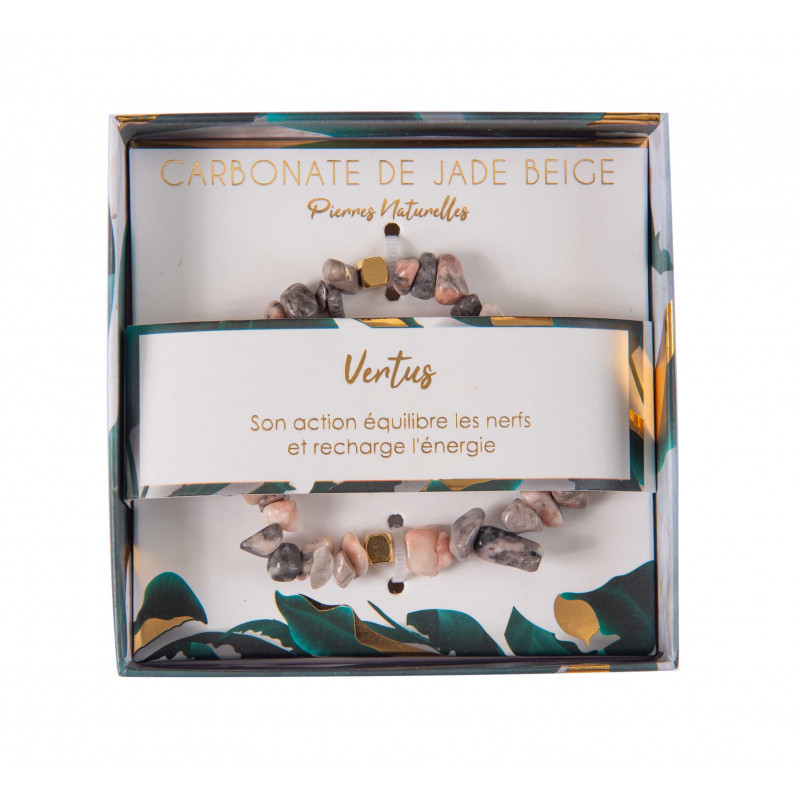 CARBONATE DE JADE BEIGE
Pierres Naturelles
Vertus
Son action équilibre les nerfs
et recharge l'énergie